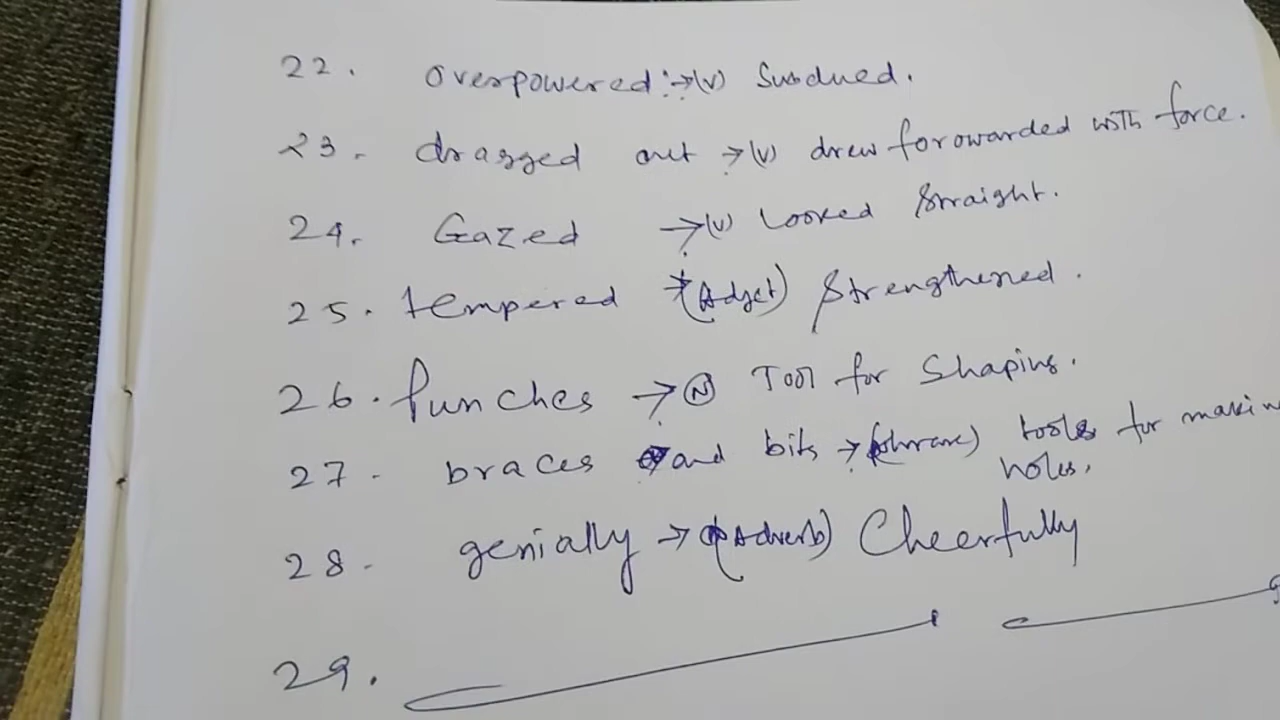 22. Overpowered :→(v) Subdued.
23. dragged out →(v) drew forowarded with force.
24. Gazed →(v) Looked Straight.
25. tempered →(Adjct) Strengthened.
26. Punches →(N) Tool for Shaping.
27. braces and bits →(phrase) tools for making
holes.
28. genially →(Adverb) Cheerfully
29.